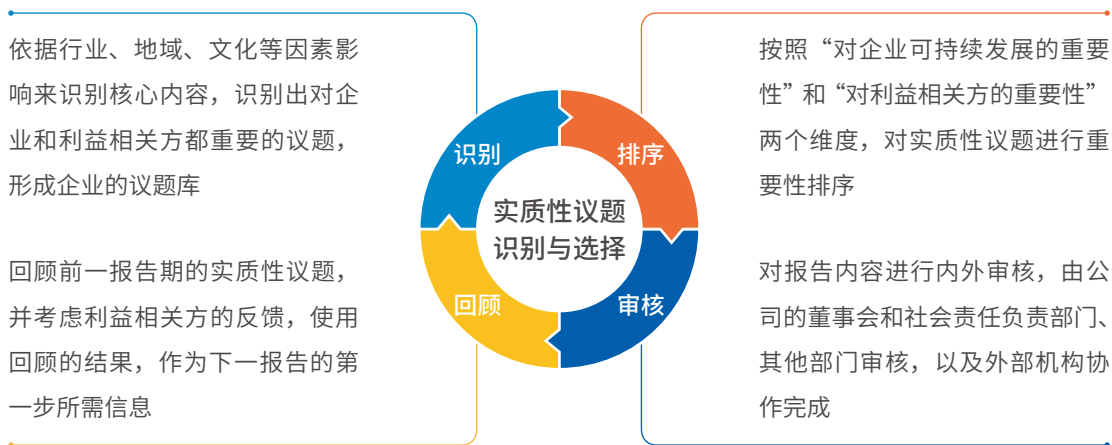 依据行业、地域、文化等因素影
响来识别核心内容，识别出对企
业和利益相关方都重要的议题，
形成企业的议题库
按照“对企业可持续发展的重要
性”和“对利益相关方的重要性”
两个维度，对实质性议题进行重
要性排序
识别
排序
实质性议题
识别与选择
回顾
审核
回顾前一报告期的实质性议题，
并考虑利益相关方的反馈，使用
回顾的结果，作为下一报告的第
一步所需信息
对报告内容进行内外审核，由公
司的董事会和社会责任负责部门、
其他部门审核，以及外部机构协
作完成